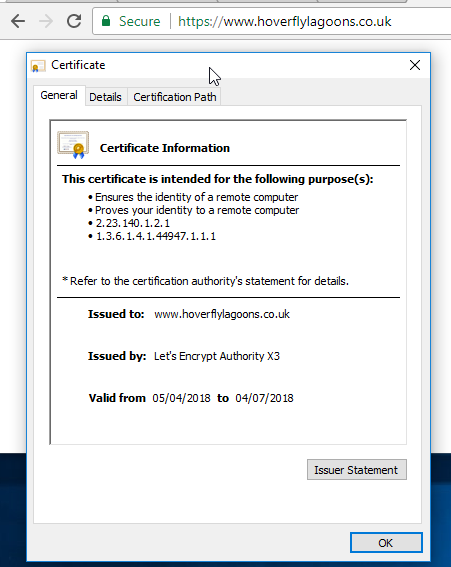 Secure https://www.hoverflylagoons.co.uk
Certificate
General Details Certification Path
Certificate Information
This certificate is intended for the following purpose(s):
• Ensures the identity of a remote computer
• Proves your identity to a remote computer
• 2.23.140.1.2.1
• 1.3.6.1.4.1.44947.1.1.1
* Refer to the certification authority's statement for details.
Issued to: www.hoverflylagoons.co.uk
Issued by: Let's Encrypt Authority X3
Valid from 05/04/2018 to 04/07/2018
Issuer Statement
OK